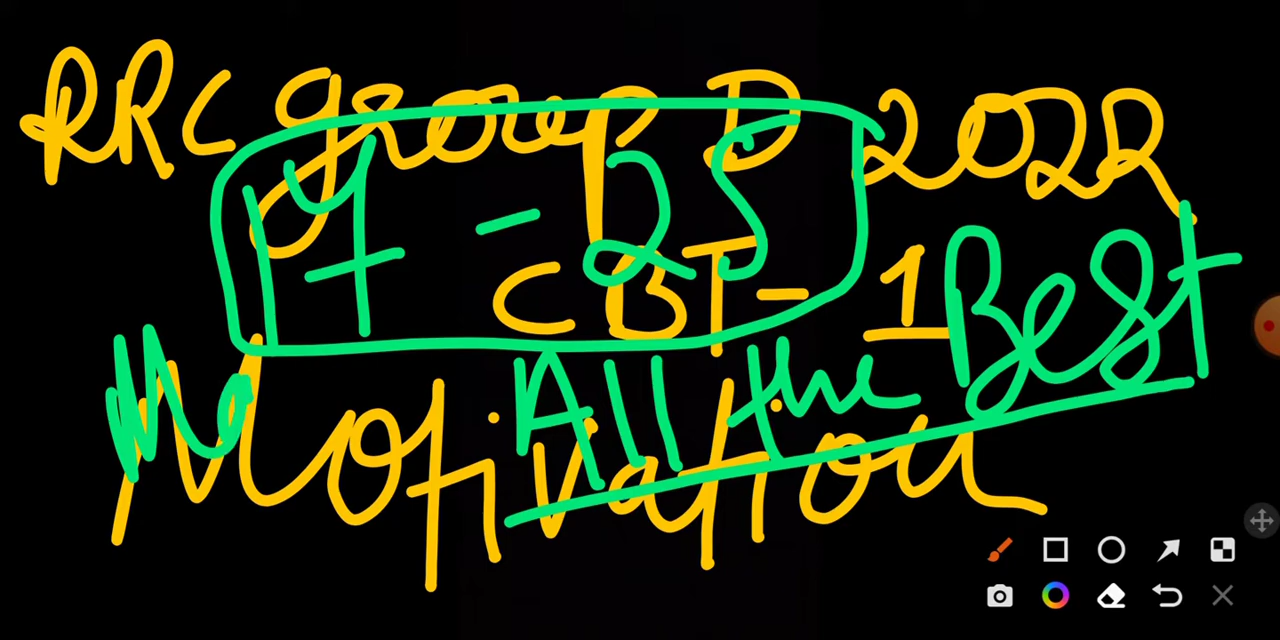 RRC group D 2022
17 - 25
CBT - 1
All the Best
Motivation